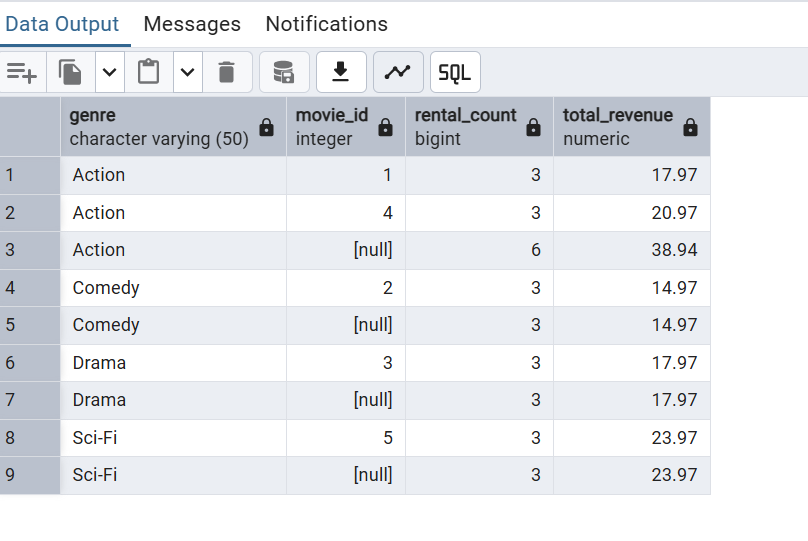 Data Output Messages Notifications
SQL
genre movie_id rental_count total_revenue
character varying (50) integer bigint numeric
1 Action 1 3 17.97
2 Action 4 3 20.97
3 Action [null] 6 38.94
4 Comedy 2 3 14.97
5 Comedy [null] 3 14.97
6 Drama 3 3 17.97
7 Drama [null] 3 17.97
8 Sci-Fi 5 3 23.97
9 Sci-Fi [null] 3 23.97